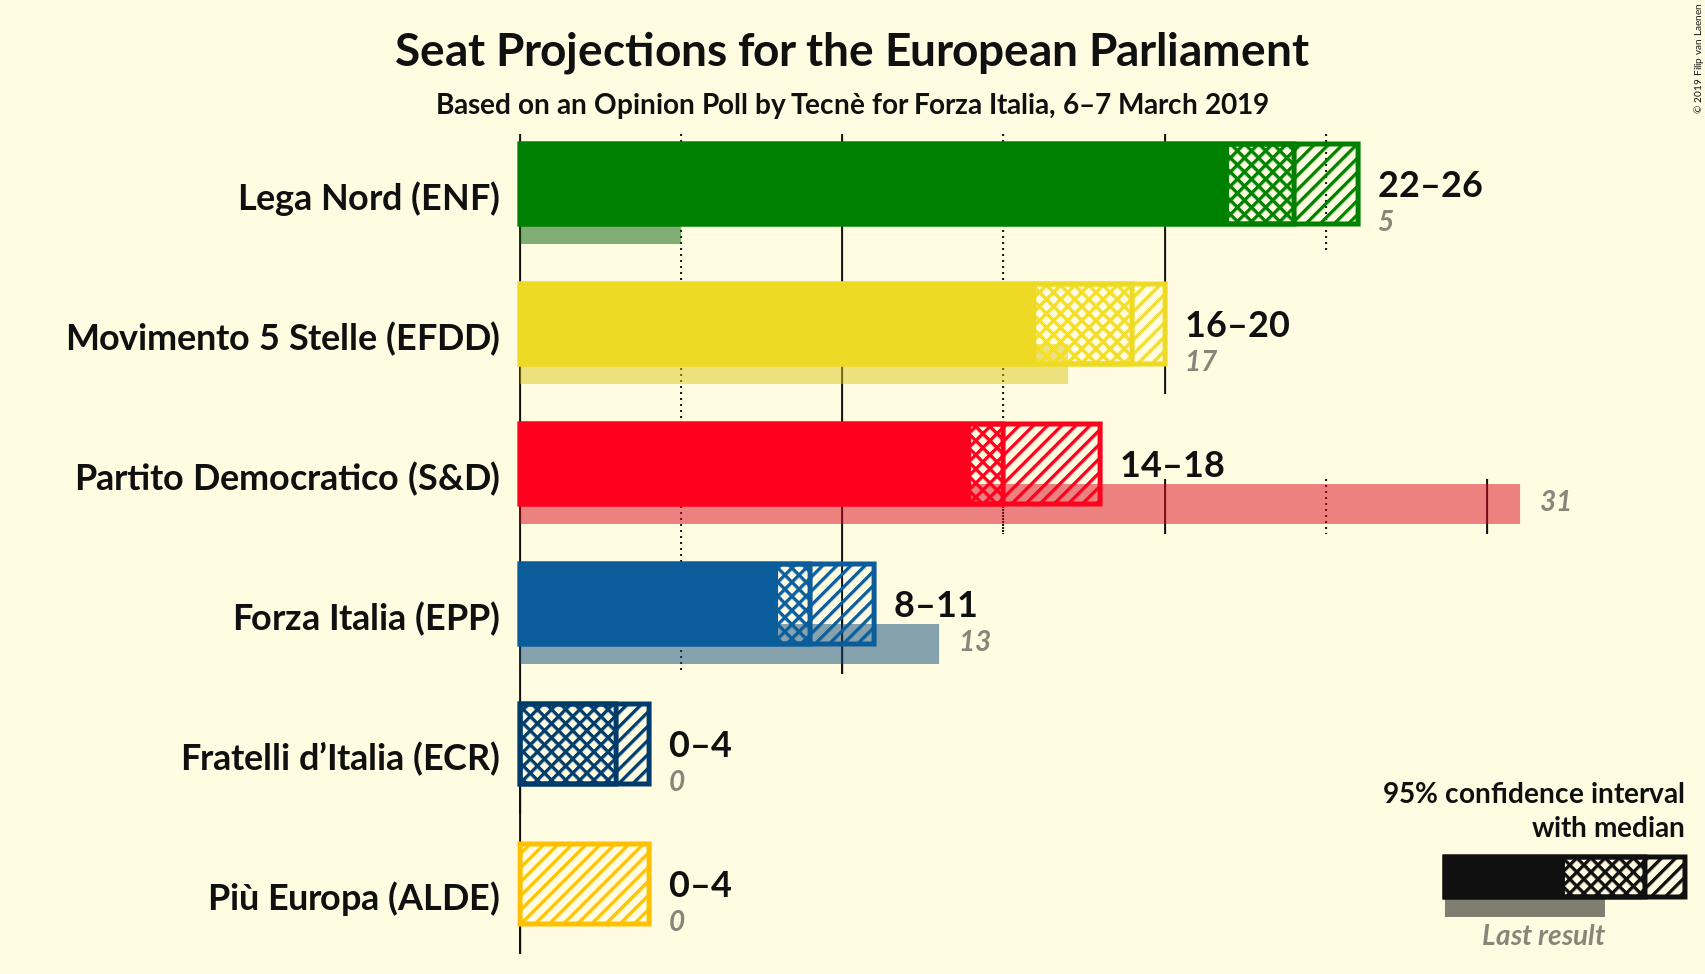 Seat Projections for the European Parliament
Based on an Opinion Poll by Tecnè for Forza Italia, 6–7 March 2019
© 2019 Filip van Laenen
Lega Nord (ENF)
22–26
5
Movimento 5 Stelle (EFDD)
16–20
17
Partito Democratico (S&D)
14–18
31
Forza Italia (EPP)
8–11
13
Fratelli d’Italia (ECR)
0–4
0
Più Europa (ALDE)
0–4
0
95% confidence interval
with median
Last result